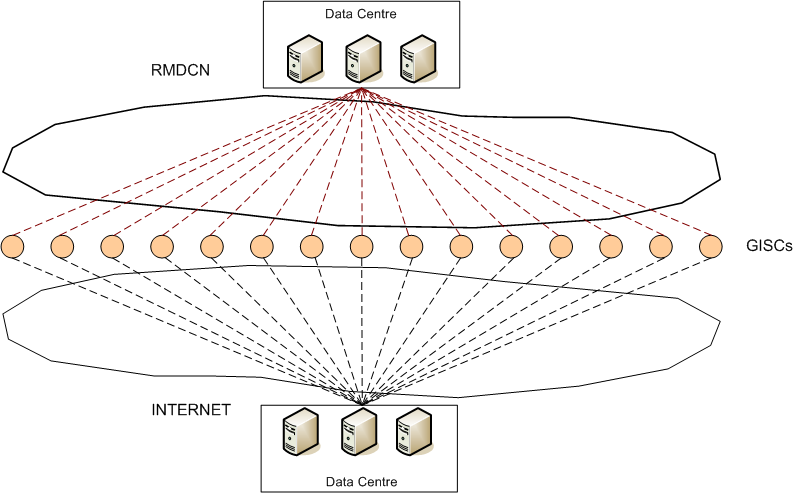 Data Centre
RMDCN
GISCs
INTERNET
Data Centre